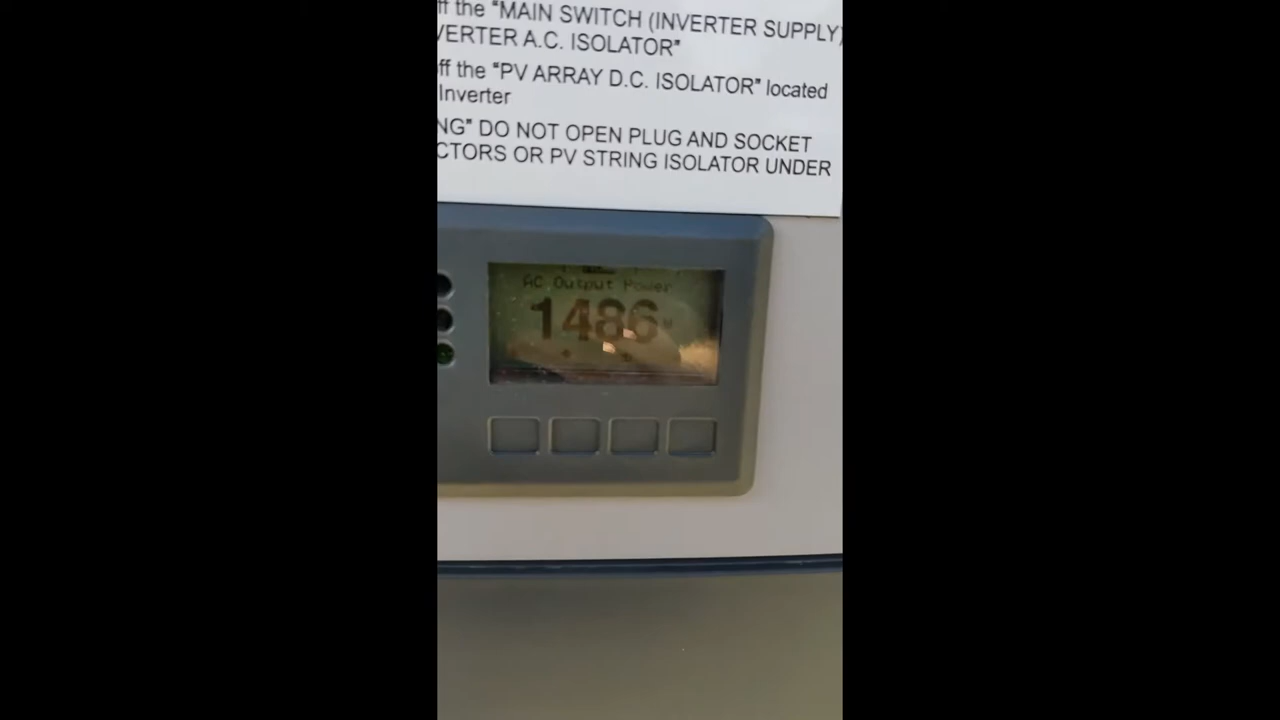 ff the "MAIN SWITCH (INVERTER SUPPLY)
VERTER A.C. ISOLATOR"
ff the "PV ARRAY D.C. ISOLATOR" located
Inverter
NG" DO NOT OPEN PLUG AND SOCKET
CTORS OR PV STRING ISOLATOR UNDER
AC Output Power
1486